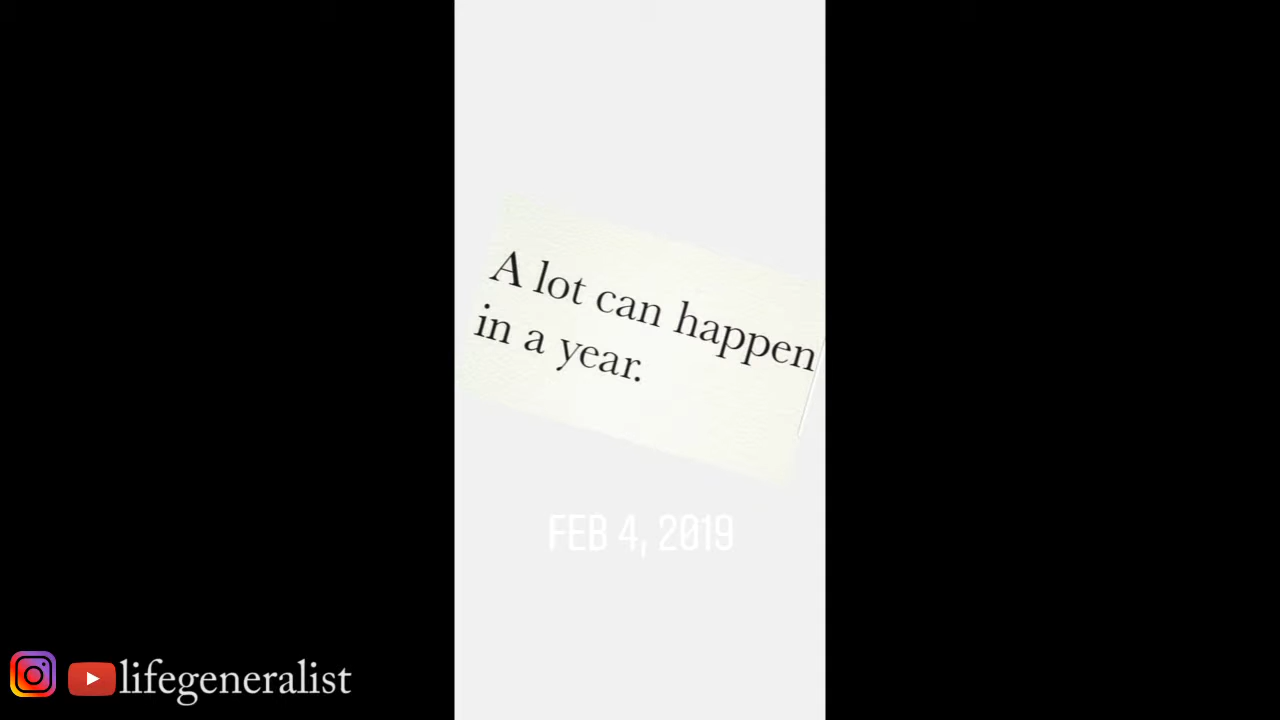 A lot can happen
in a year.
FEB 4, 2019
lifegeneralist